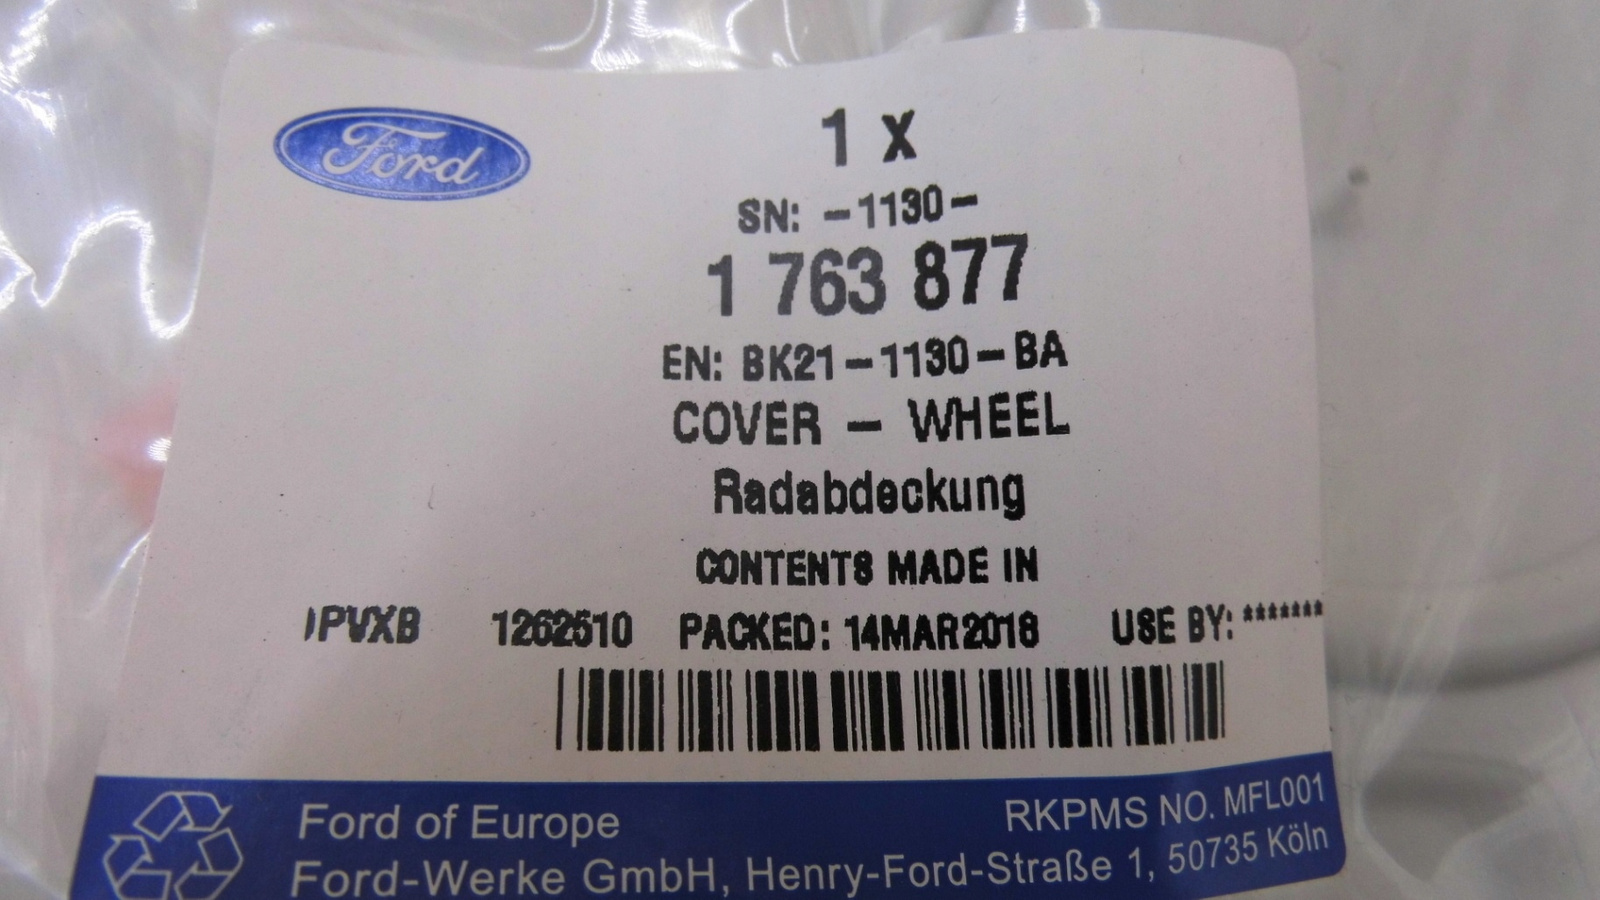 Ford
1 X
SN: -1130-
1 763 877
EN: BK21-1130-BA
COVER - WHEEL
Radabdeckung
CONTENTS MADE IN
PVXB 1262510 PACKED: 14MAR2018 USE BY: *******
Ford of Europe
RKPMS NO. MFL001
Ford-Werke GmbH, Henry-Ford-Straße 1, 50735 Köln